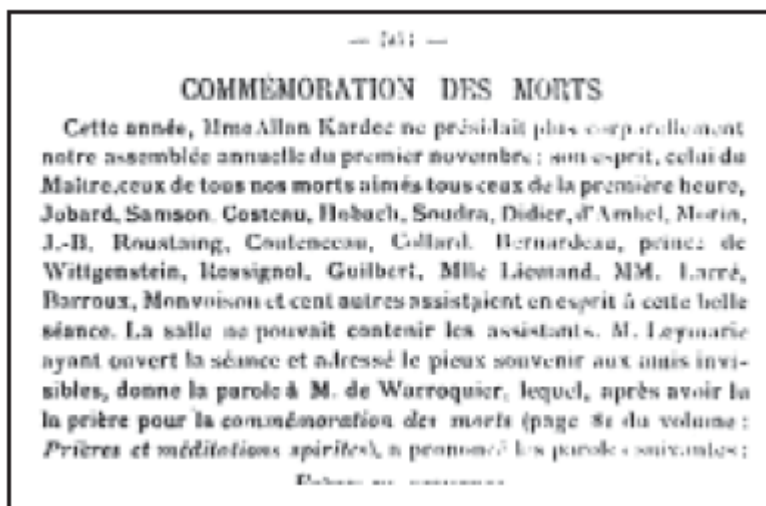 COMMÉMORATION DES MORTS
Cette année, Mme Allan Kardec ne présidait plus corporellement
notre assemblée annuelle du premier novembre; son esprit, celui du
Maître, ceux de tous nos morts aimés tous ceux de la première heure,
Jobard, Samson, Costeau, Hobach, Soudra, Didier, d'Ambel, Morin,
J.-B. Roustaing, Couteneeau, Collard, Bernardeau, prince de
Wittgenstein, Rossignol, Guilbert, Mlle MM. Larré,
Barroux, Monvoison et cent autres assistaient en esprit à cette belle
séance. La salle ne pouvait contenir les assistants. M. Leymarie
ayant ouvert la séance et adressé le pieux souvenir aux amis invi-
sibles, donne la parole à M. de Warroquier, lequel, après avoir lu
la prière pour la commémoration des morts (page du volume :
Prières et méditations spirites), a prononcé les paroles suivantes :